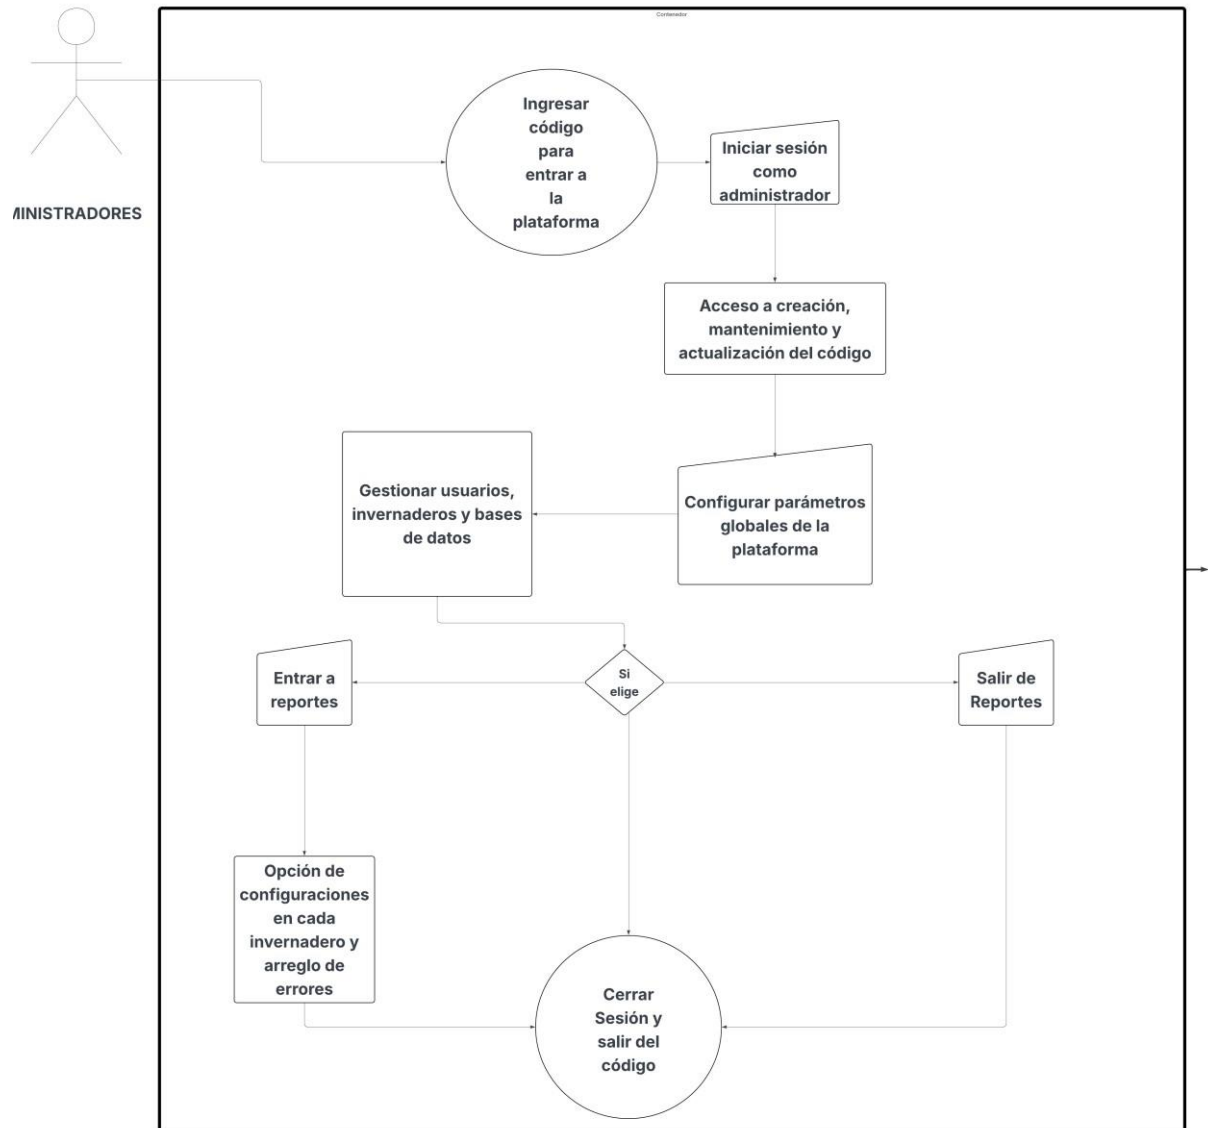 Contenedor
Ingresar
código
para
entrar a
la
plataforma
Iniciar sesión
como
administrador
MINISTRADORES
Acceso a creación,
mantenimiento y
actualización del código
Gestionar usuarios,
invernaderos y bases
de datos
Configurar parámetros
globales de la
plataforma
Entrar a
reportes
Si
elige
Salir de
Reportes
Opción de
configuraciones
en cada
invernadero y
arreglo de
errores
Cerrar
Sesión y
salir del
código